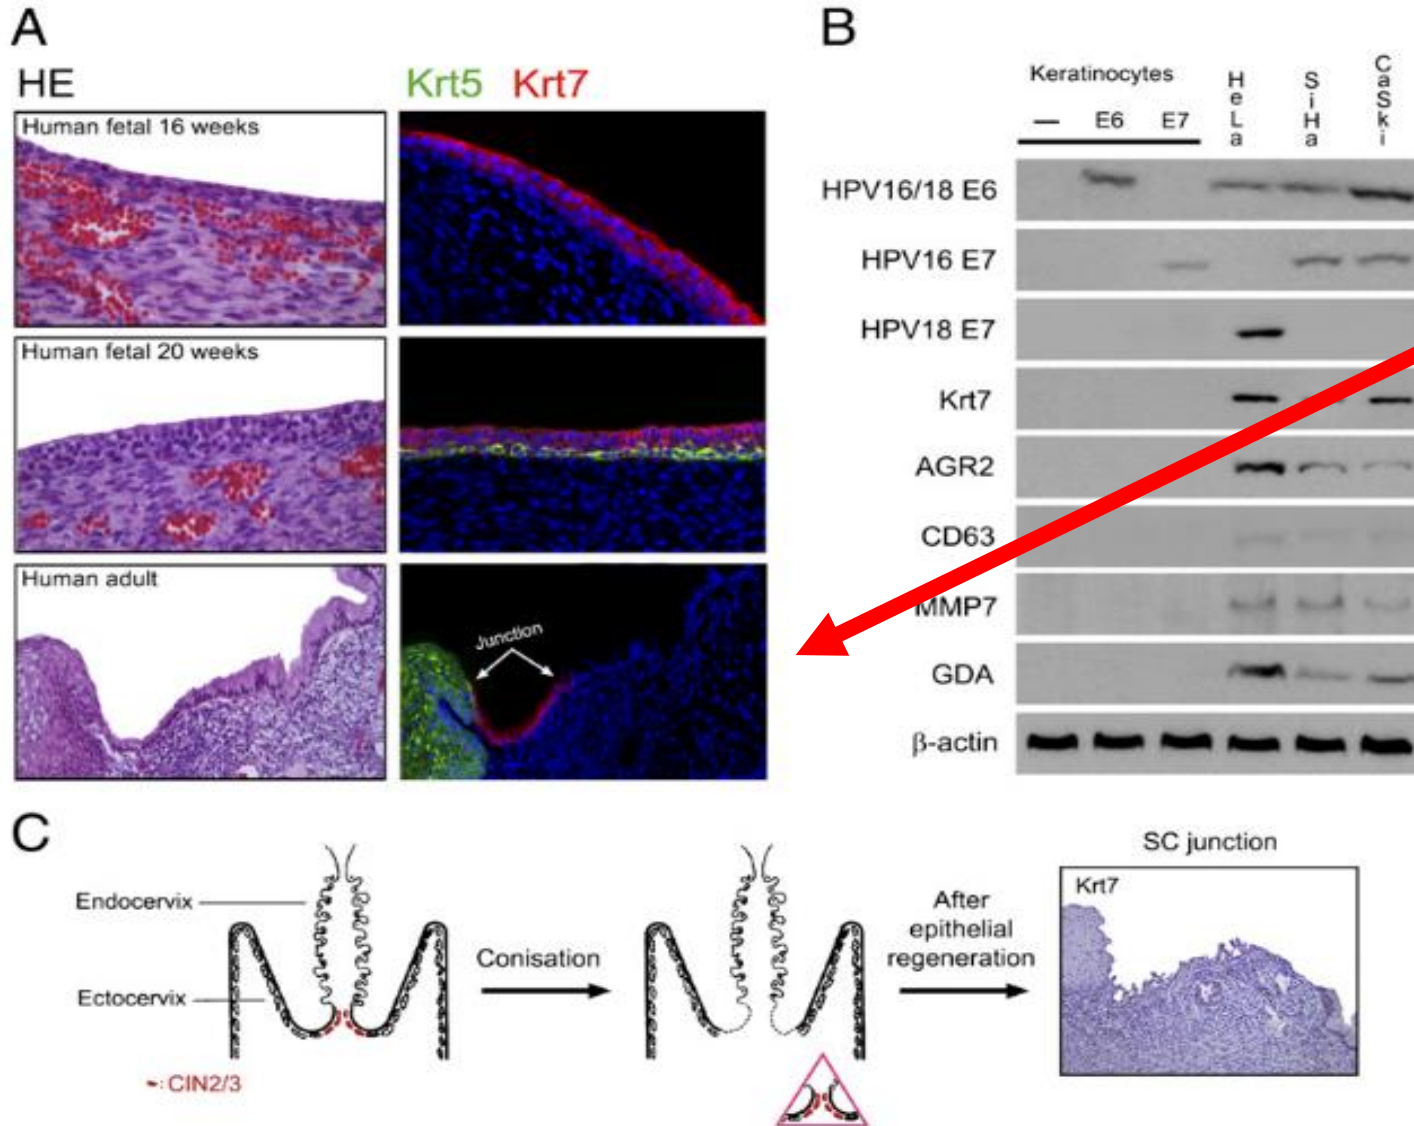 A
HE
Krt5 Krt7
Human fetal 16 weeks
Human fetal 20 weeks
Human adult
Junction
B
Keratinocytes
— E6 E7
HeLa
SiHa
CaSki
HPV16/18 E6
HPV16 E7
HPV18 E7
Krt7
AGR2
CD63
MMP7
GDA
β-actin
C
Endocervix
Ectocervix
: CIN2/3
Conisation
After
epithelial
regeneration
SC junction
Krt7